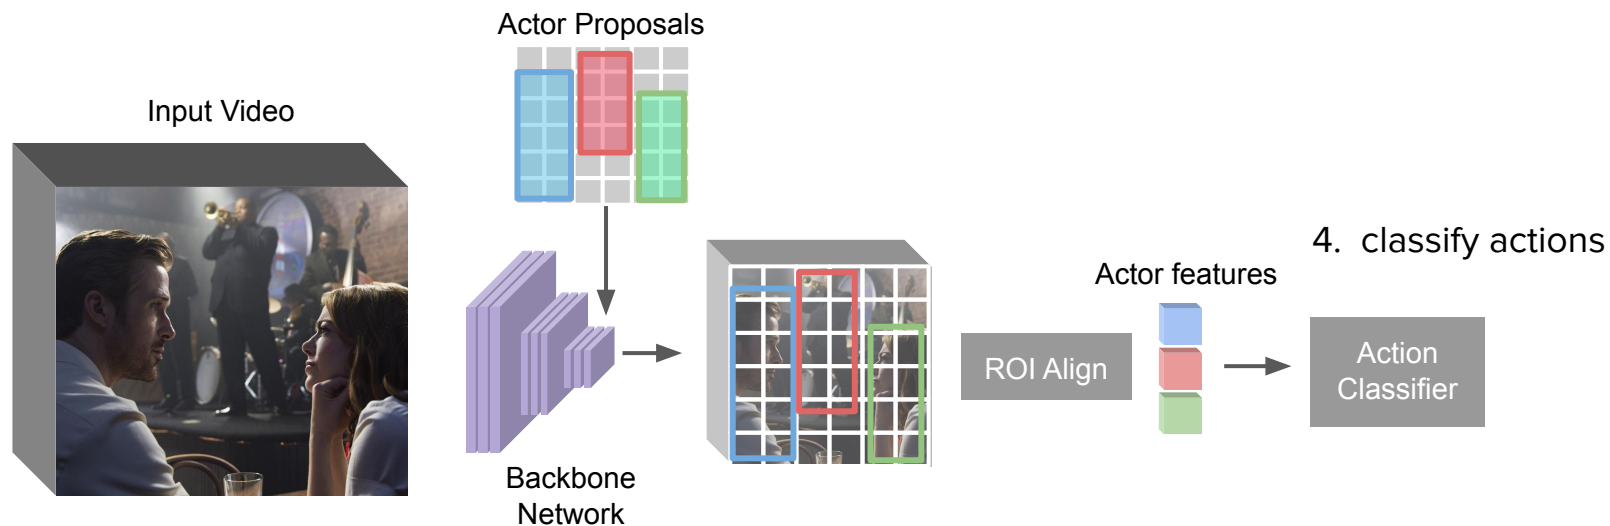 Actor Proposals
Input Video
4. classify actions
Actor features
ROI Align
Action
Classifier
Backbone
Network